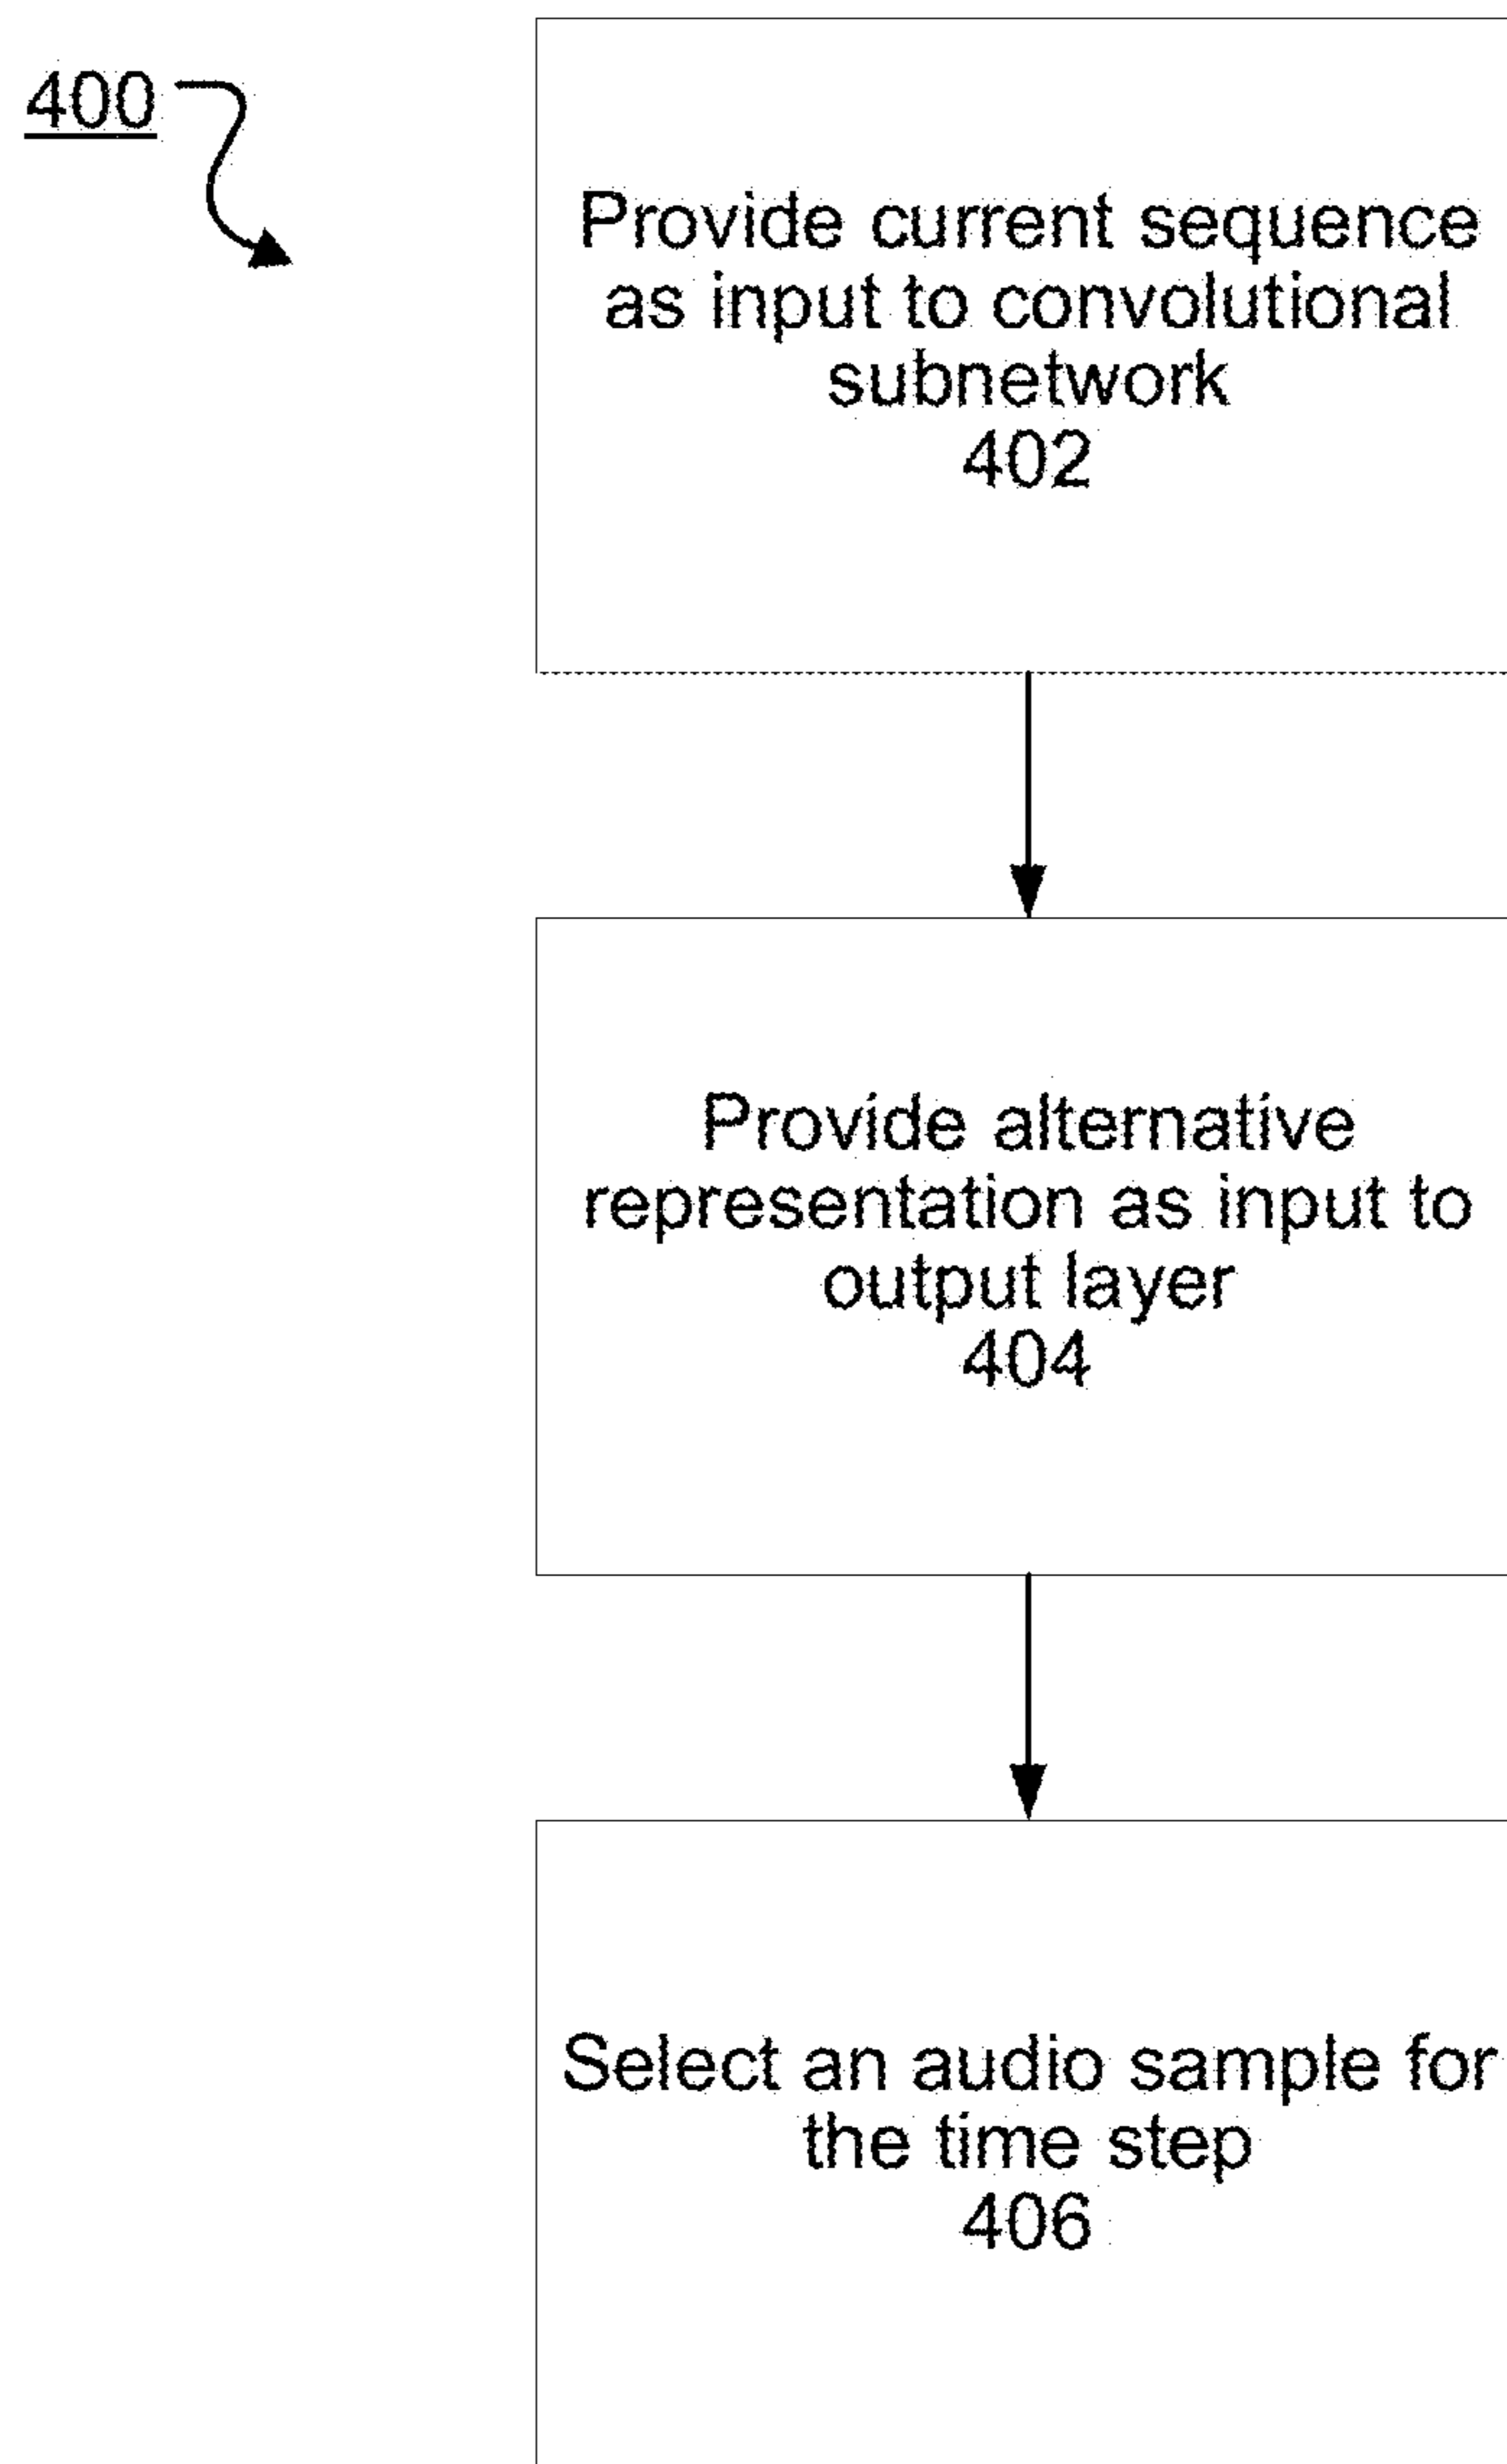 400
Provide current sequence
as input to convolutional
subnetwork
402
Provide alternative
representation as input to
output layer
404
Select an audio sample for
the time step
406